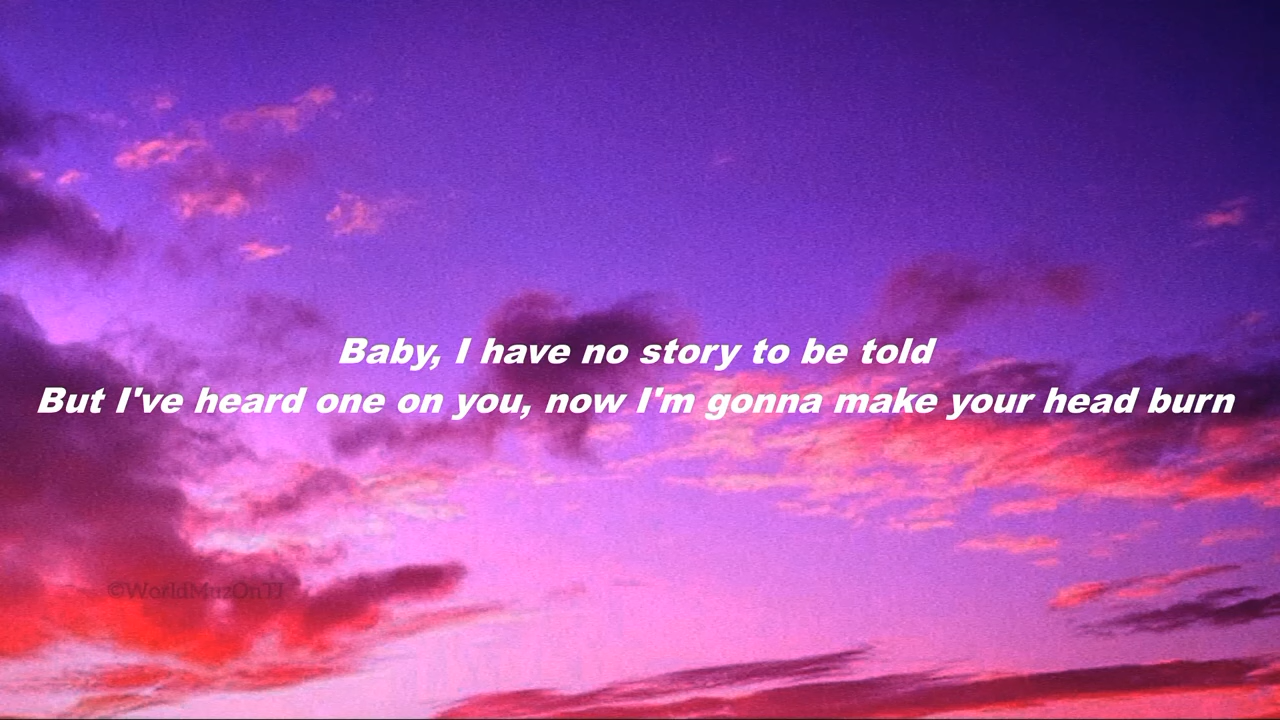 Baby, I have no story to be told
But I've heard one on you, now I'm gonna make your head burn
©WorldMuzOnTJ